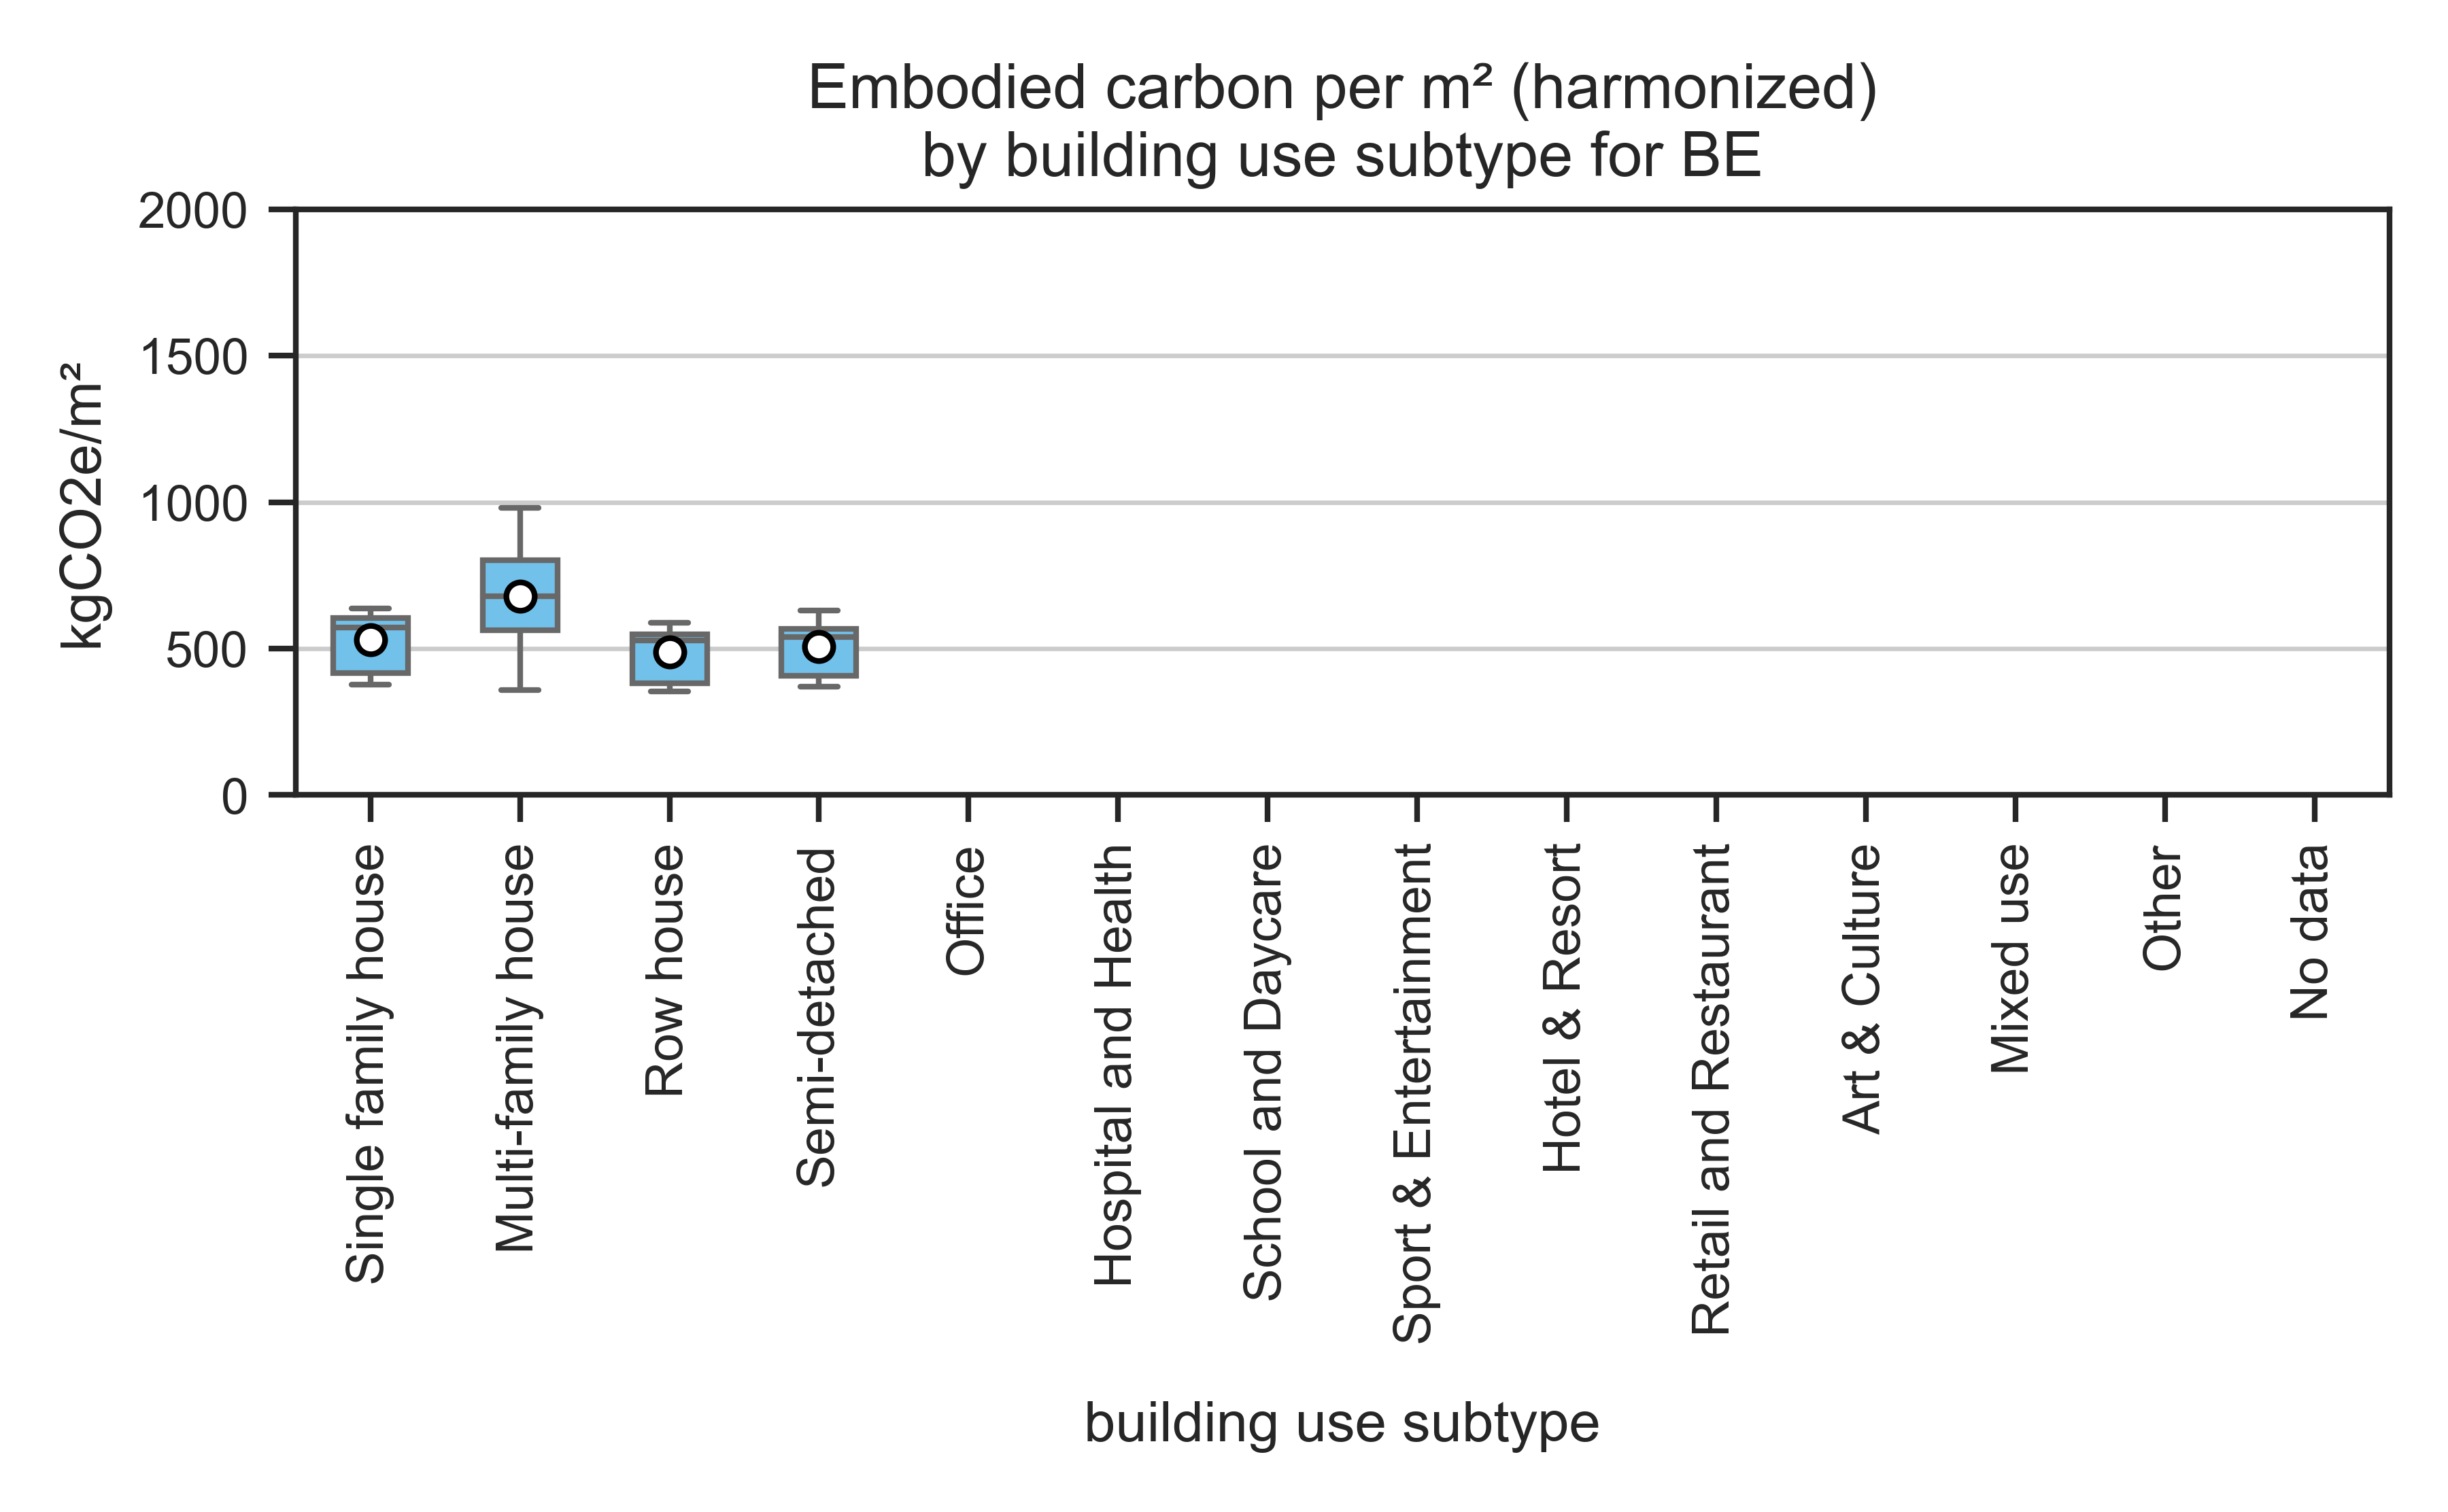 Embodied carbon per m² (harmonized)
by building use subtype for BE
kgCO2e/m²
2000
1500
1000
500
0
Single family house
Multi-family house
Row house
Semi-detached
Office
Hospital and Health
School and Daycare
Sport & Entertainment
Hotel & Resort
Retail and Restaurant
Art & Culture
Mixed use
Other
No data
building use subtype